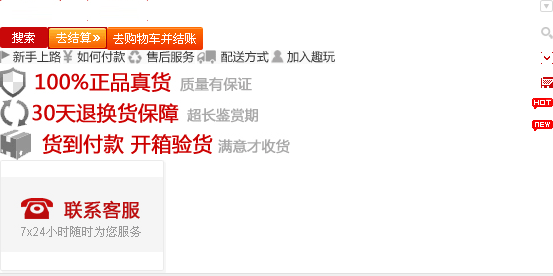 搜索 去结算» 去购物车并结账
新手上路 ¥ 如何付款 售后服务 配送方式 加入趣玩
100%正品真货 质量有保证
HOT
30天退换货保障 超长鉴赏期
NEW
货到付款 开箱验货 满意才收货
联系客服
7x24小时随时为您服务